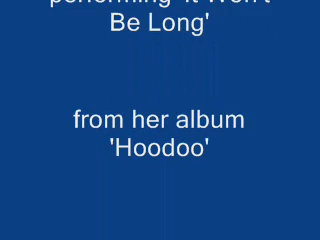 performing 'It Won't
Be Long'
from her album
'Hoodoo'